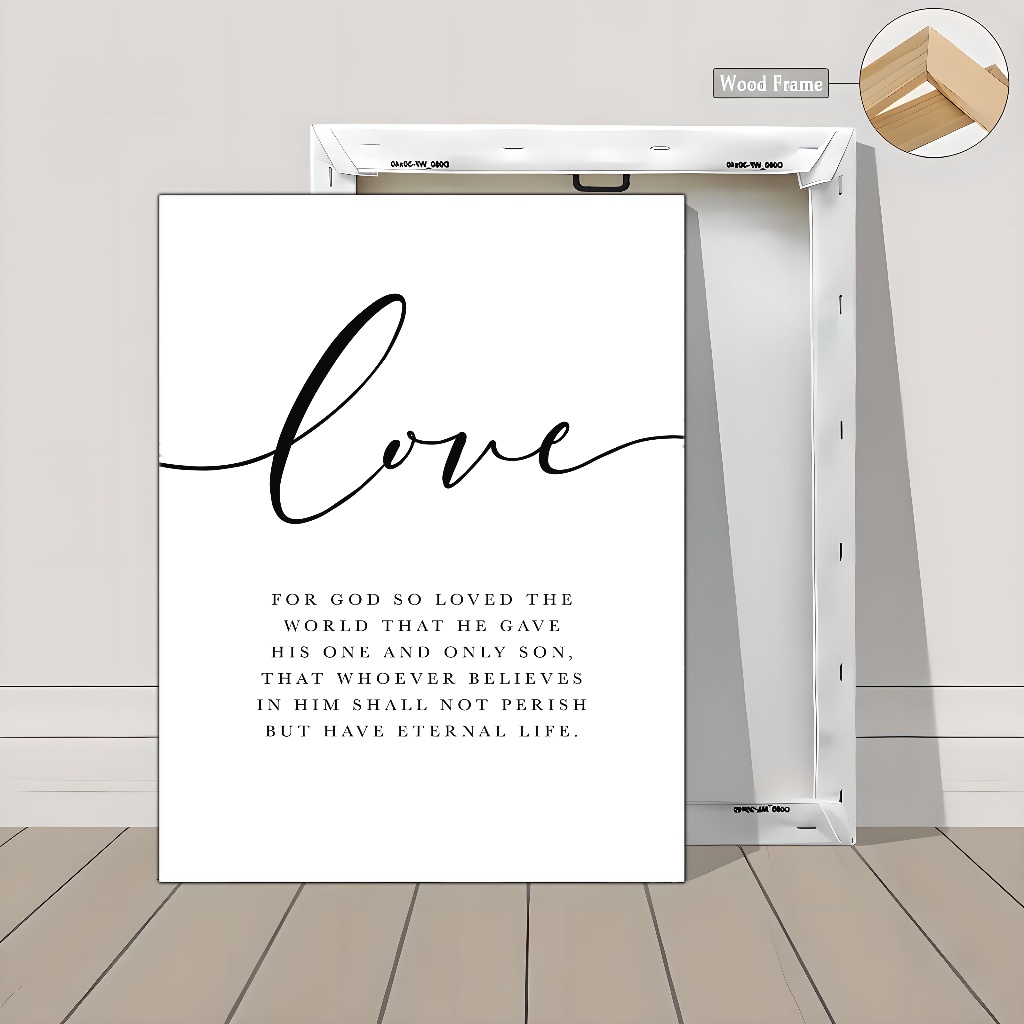 Wood Frame
love
FOR GOD SO LOVED THE
WORLD THAT HE GAVE
HIS ONE AND ONLY SON,
THAT WHOEVER BELIEVES
IN HIM SHALL NOT PERISH
BUT HAVE ETERNAL LIFE.